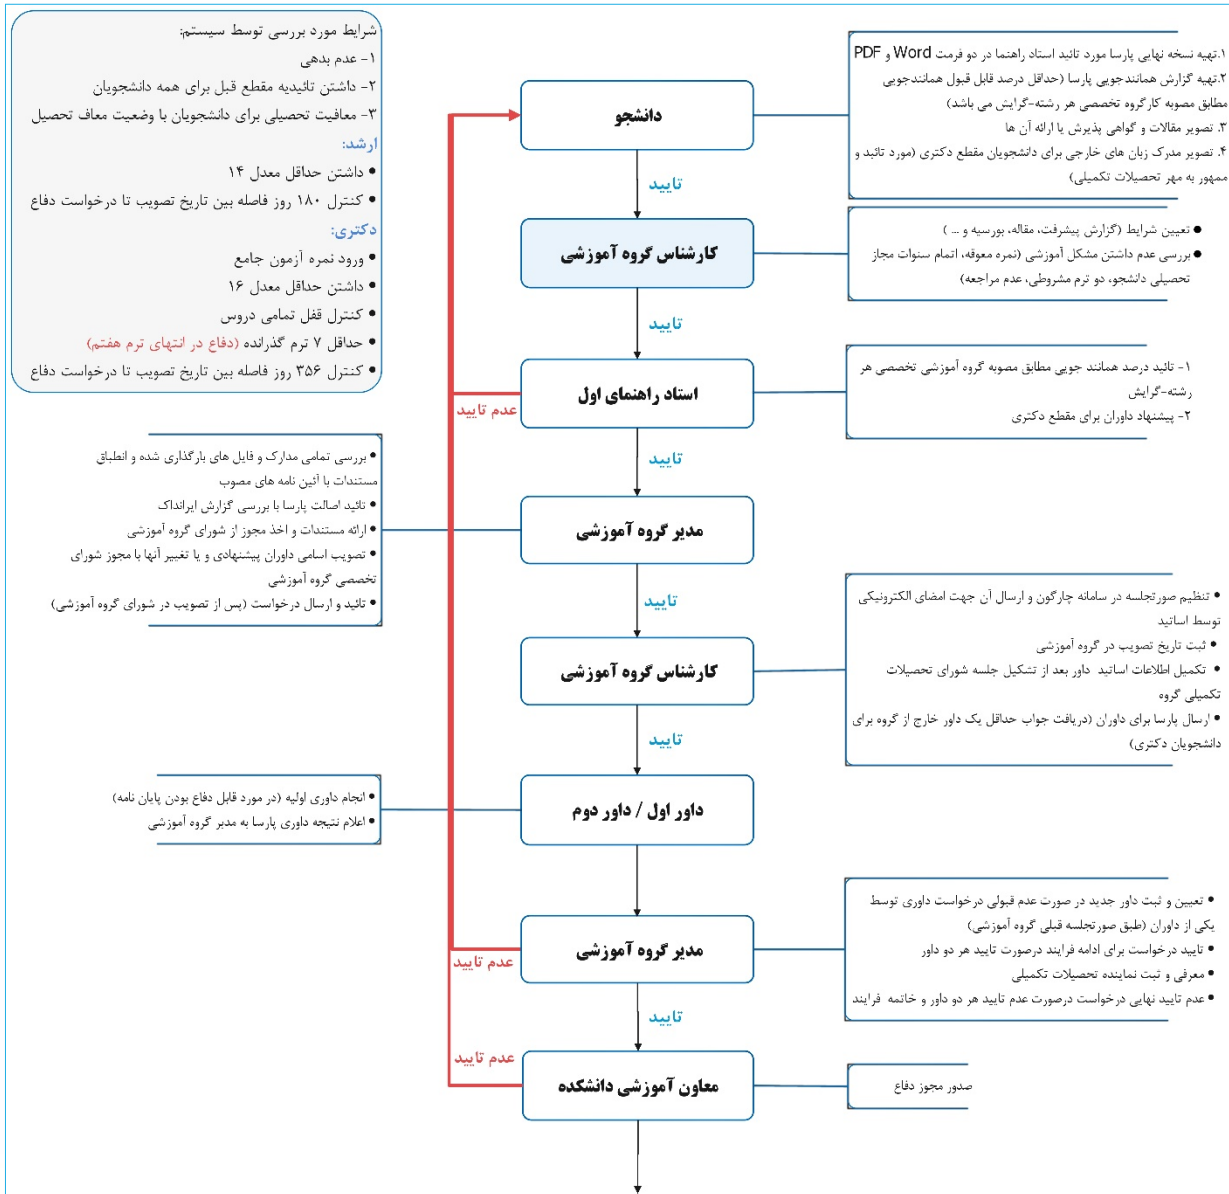 شرایط مورد بررسی توسط سیستم:
۱- عدم بدهی
۲- داشتن تائیدیه مقطع قبل برای همه دانشجویان
۳- معافیت تحصیلی برای دانشجویان با وضعیت معاف تحصیل
ارشد:
● داشتن حداقل معدل ۱۴
● کنترل ۱۸۰ روز فاصله بین تاریخ تصویب تا درخواست دفاع
دکتری:
● ورود نمره آزمون جامع
● داشتن حداقل معدل ۱۶
● کنترل قفل تمامی دروس
● حداقل ۷ ترم گذرانده (دفاع در انتهای ترم هفتم)
● کنترل ۳۵۶ روز فاصله بین تاریخ تصویب تا درخواست دفاع
۱.تهیه نسخه نهایی پارسا مورد تائید استاد راهنما در دو فرمت Word و PDF
۲.تهیه گزارش همانندجویی پارسا (حداقل درصد قابل قبول همانندجویی
مطابق مصوبه کارگروه تخصصی هر رشته-گرایش می باشد)
۳. تصویر مقالات و گواهی پذیرش یا ارائه آن ها
۴. تصویر مدرک زبان های خارجی برای دانشجویان مقطع دکتری (مورد تائید و
ممهور به مهر تحصیلات تکمیلی)
دانشجو
تایید
● تعیین شرایط (گزارش پیشرفت، مقاله، بورسیه و ... )
● بررسی عدم داشتن مشکل آموزشی (نمره معوقه، اتمام سنوات مجاز
تحصیلی دانشجو، دو ترم مشروطی، عدم مراجعه)
کارشناس گروه آموزشی
تایید
۱- تائید درصد همانند جویی مطابق مصوبه گروه آموزشی تخصصی هر
رشته-گرایش
۲- پیشنهاد داوران برای مقطع دکتری
استاد راهنمای اول
عدم تایید
تایید
● بررسی تمامی مدارک و فایل های بارگذاری شده و انطباق
مستندات با آئین نامه های مصوب
● تائید اصالت پارسا با بررسی گزارش ایرانداک
● ارائه مستندات و اخذ مجوز از شورای گروه آموزشی
● تصویب اسامی داوران پیشنهادی و یا تغییر آنها با مجوز شورای
تخصصی گروه آموزشی
● تائید و ارسال درخواست (پس از تصویب در شورای گروه آموزشی)
مدیر گروه آموزشی
تایید
● تنظیم صورتجلسه در سامانه چارگون و ارسال آن جهت امضای الکترونیکی
توسط اساتید
● ثبت تاریخ تصویب در گروه آموزشی
● تکمیل اطلاعات اساتید داور بعد از تشکیل جلسه شورای تحصیلات
تکمیلی گروه
● ارسال پارسا برای داوران (دریافت جواب حداقل یک داور خارج از گروه برای
دانشجویان دکتری)
کارشناس گروه آموزشی
تایید
● انجام داوری اولیه (در مورد قابل دفاع بودن پایان نامه)
● اعلام نتیجه داوری پارسا به مدیر گروه آموزشی
داور اول / داور دوم
● تعیین و ثبت داور جدید در صورت عدم قبولی درخواست داوری توسط
یکی از داوران (طبق صورتجلسه قبلی گروه آموزشی)
● تایید درخواست برای ادامه فرایند درصورت تایید هر دو داور
● معرفی و ثبت نماینده تحصیلات تکمیلی
● عدم تایید نهایی درخواست درصورت عدم تایید هر دو داور و خاتمه فرایند
مدیر گروه آموزشی
عدم تایید
تایید
عدم تایید
معاون آموزشی دانشکده
صدور مجوز دفاع